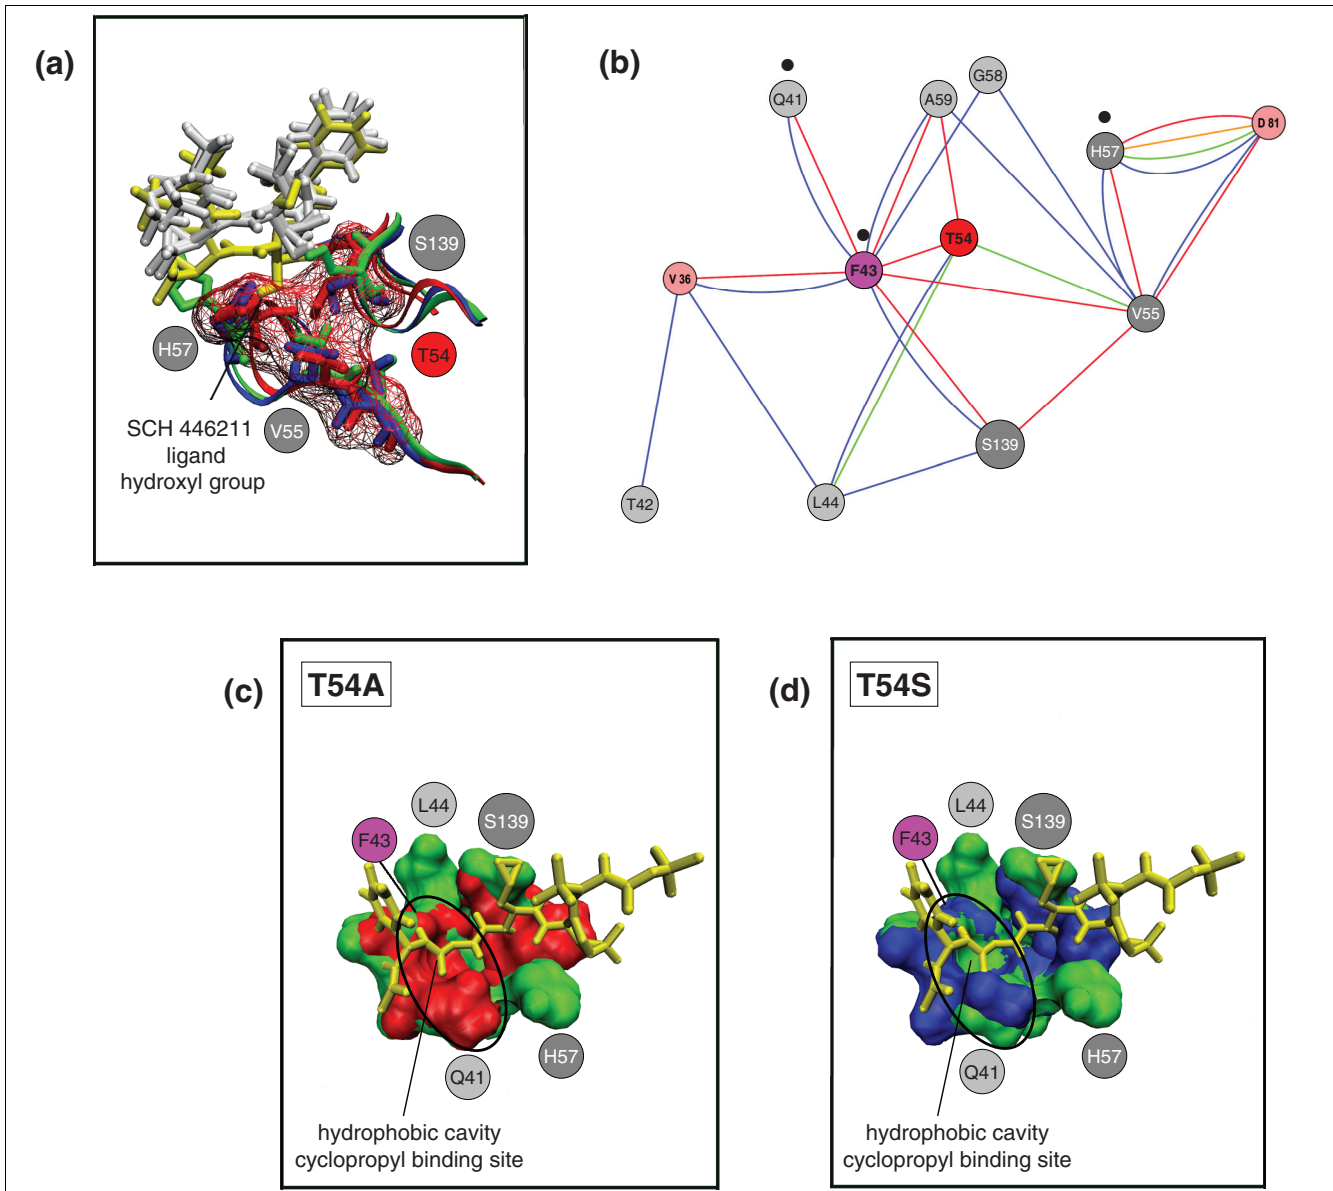 (a)
S139
H57
T54
V55
SCH 446211
ligand
hydroxyl group
(b)
G58
Q41
A59
D 81
H57
T54
F43
V 36
V55
S139
T42
L44
(c)
T54A
L44
S139
F43
H57
Q41
hydrophobic cavity
cyclopropyl binding site
(d)
T54S
L44
S139
F43
H57
Q41
hydrophobic cavity
cyclopropyl binding site